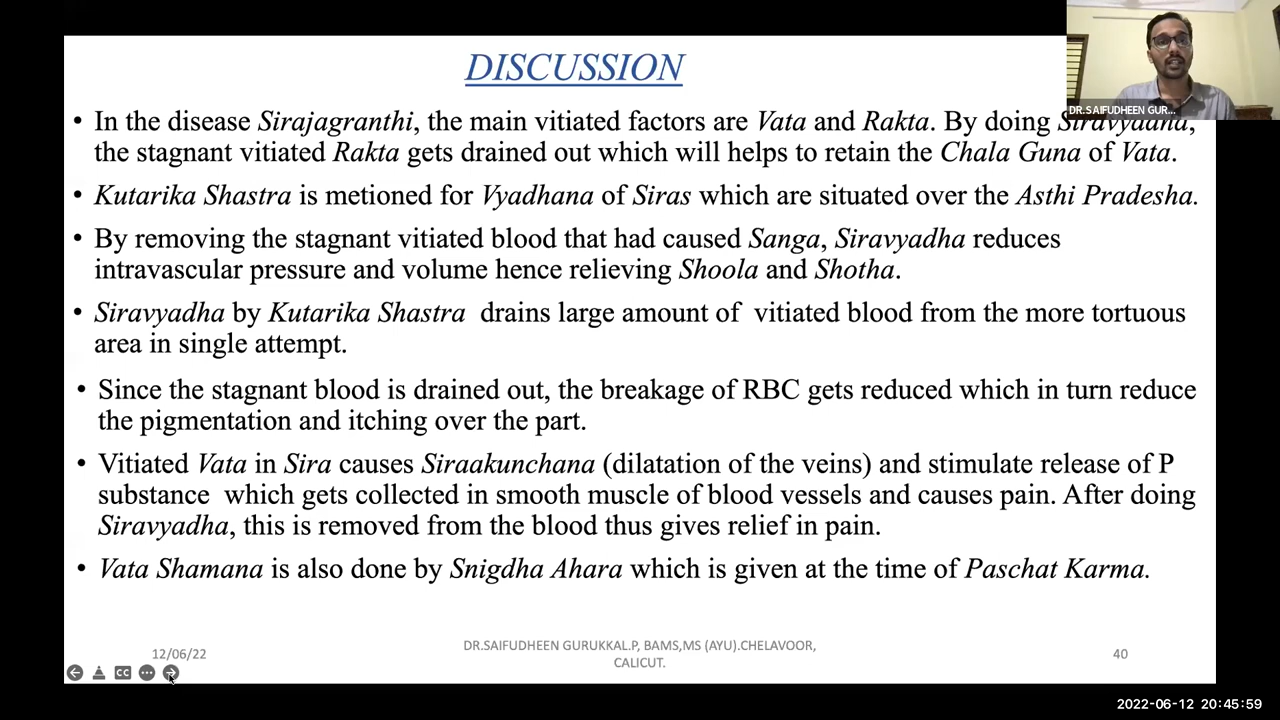 DISCUSSION
DR.SAIFUDHEEN GUR...
• In the disease Sirajagranthi, the main vitiated factors are Vata and Rakta. By doing Siravyadha,
the stagnant vitiated Rakta gets drained out which will helps to retain the Chala Guna of Vata.
• Kutarika Shastra is metioned for Vyadhana of Siras which are situated over the Asthi Pradesha.
• By removing the stagnant vitiated blood that had caused Sanga, Siravyadha reduces
intravascular pressure and volume hence relieving Shoola and Shotha.
• Siravyadha by Kutarika Shastra drains large amount of vitiated blood from the more tortuous
area in single attempt.
• Since the stagnant blood is drained out, the breakage of RBC gets reduced which in turn reduce
the pigmentation and itching over the part.
• Vitiated Vata in Sira causes Siraakunchana (dilatation of the veins) and stimulate release of P
substance which gets collected in smooth muscle of blood vessels and causes pain. After doing
Siravyadha, this is removed from the blood thus gives relief in pain.
• Vata Shamana is also done by Snigdha Ahara which is given at the time of Paschat Karma.
12/06/22
DR.SAIFUDHEEN GURUKKAL.P, BAMS,MS (AYU).CHELAVOOR,
CALICUT.
40
CC
2022-06-12 20:45:59